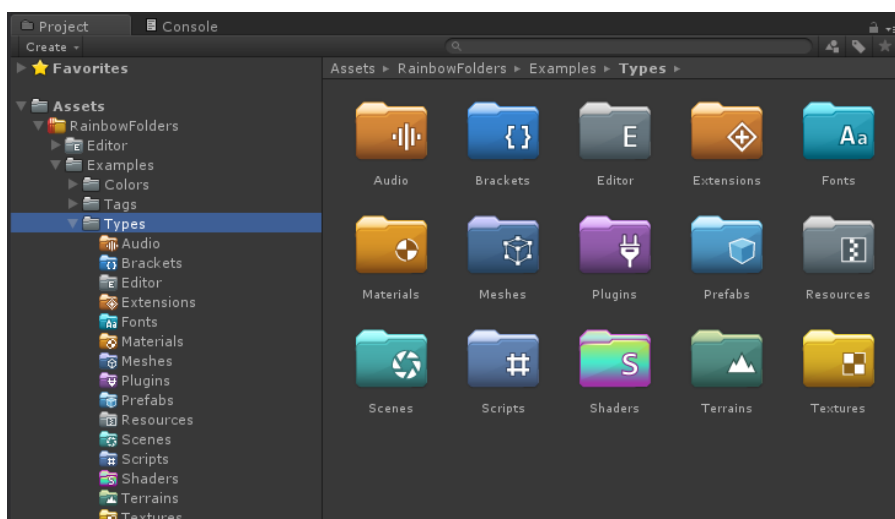 Project
Console
Create
Favorites
Assets
RainbowFolders
Editor
Examples
Colors
Tags
Types
Audio
Brackets
Editor
Extensions
Fonts
Materials
Meshes
Plugins
Prefabs
Resources
Scenes
Scripts
Shaders
Terrains
Textures
Assets ▸ RainbowFolders ▸ Examples ▸ Types ▸
E
Aa
Audio Brackets Editor Extensions Fonts
Materials Meshes Plugins Prefabs Resources
S
Scenes Scripts Shaders Terrains Textures